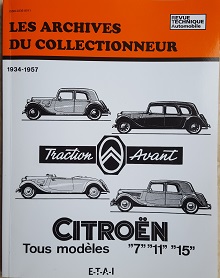 LES ARCHIVES
DU COLLECTIONNEUR
REVUE
TECHNIQUE
Automobile
1934-1957
Traction Avant
CITROËN
Tous modèles "7" "11" "15"
E-T-A-I